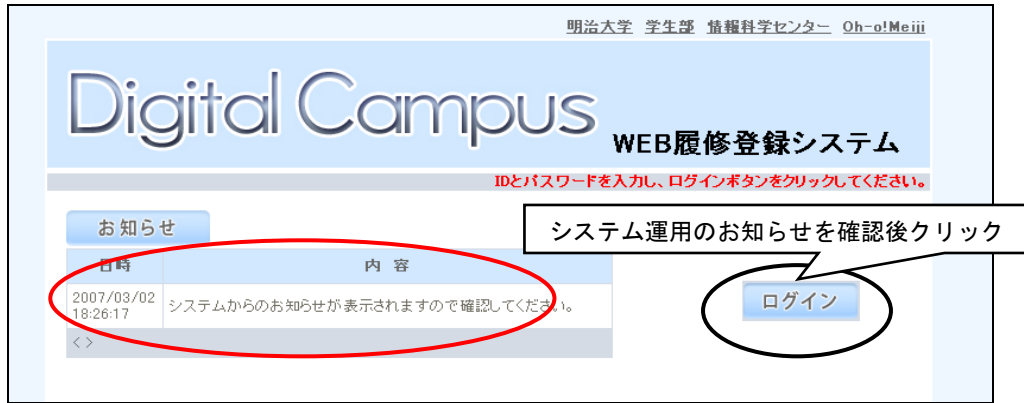 明治大学 学生部 情報科学センター Oh-o!Meiji
Digital Campus
WEB履修登録システム
IDとパスワードを入力し、ログインボタンをクリックしてください。
お知らせ
システム運用のお知らせを確認後クリック
日時 内 容
2007/03/02
18:26:17
システムからのお知らせが表示されますので確認してください。
ログイン
< >